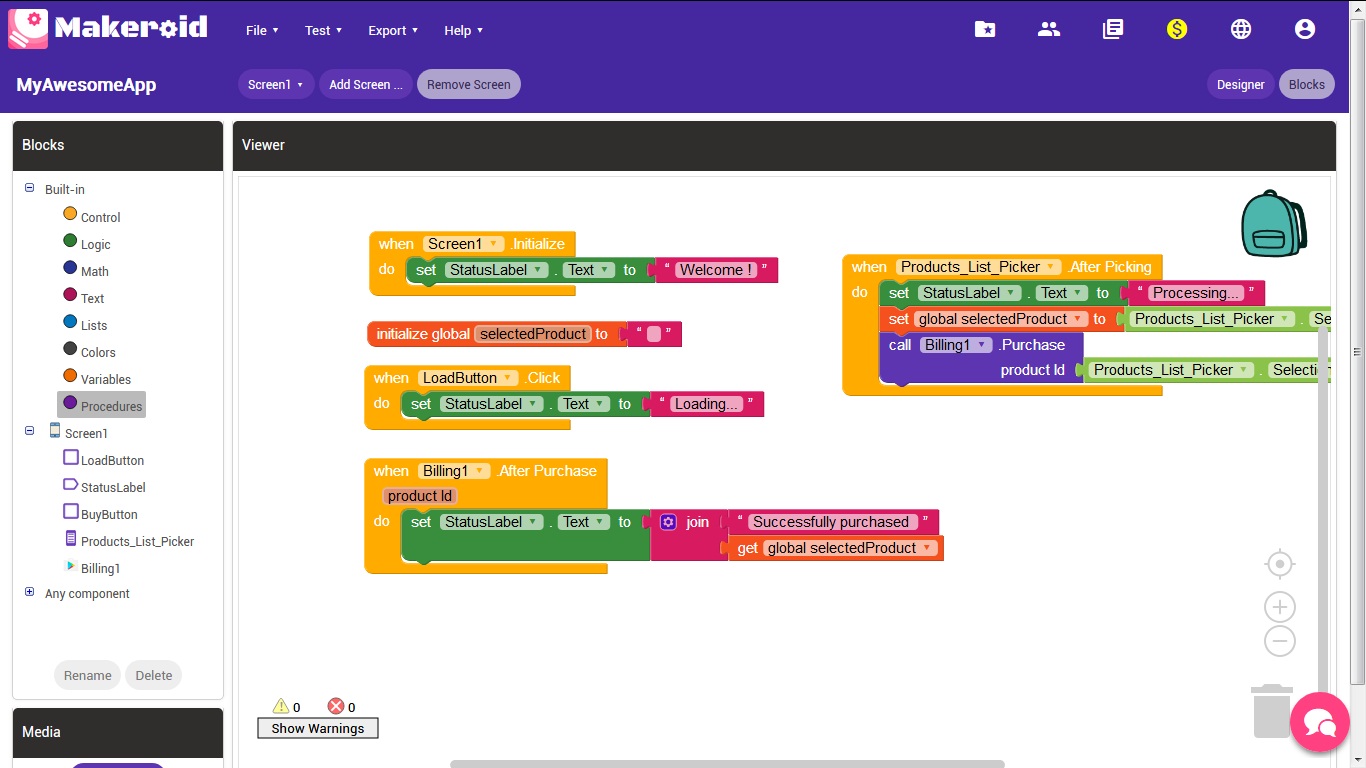 Makeroid
File
Test
Export
Help
MyAwesomeApp
Screen1
Add Screen ...
Remove Screen
Designer
Blocks
Blocks
Built-in
Control
Logic
Math
Text
Lists
Colors
Variables
Procedures
Screen1
LoadButton
StatusLabel
BuyButton
Products_List_Picker
Billing1
Any component
Rename
Delete
Media
Viewer
when Screen1 .Initialize
do set StatusLabel . Text to “ Welcome ! ”
initialize global selectedProduct to “ ”
when LoadButton .Click
do set StatusLabel . Text to “ Loading... ”
when Billing1 .After Purchase
product Id
do set StatusLabel . Text to join “ Successfully purchased ”
get global selectedProduct
when Products_List_Picker .After Picking
do set StatusLabel . Text to “ Processing... ”
set global selectedProduct to Products_List_Picker . Se
call Billing1 .Purchase
product Id Products_List_Picker . Selectio
0 0
Show Warnings